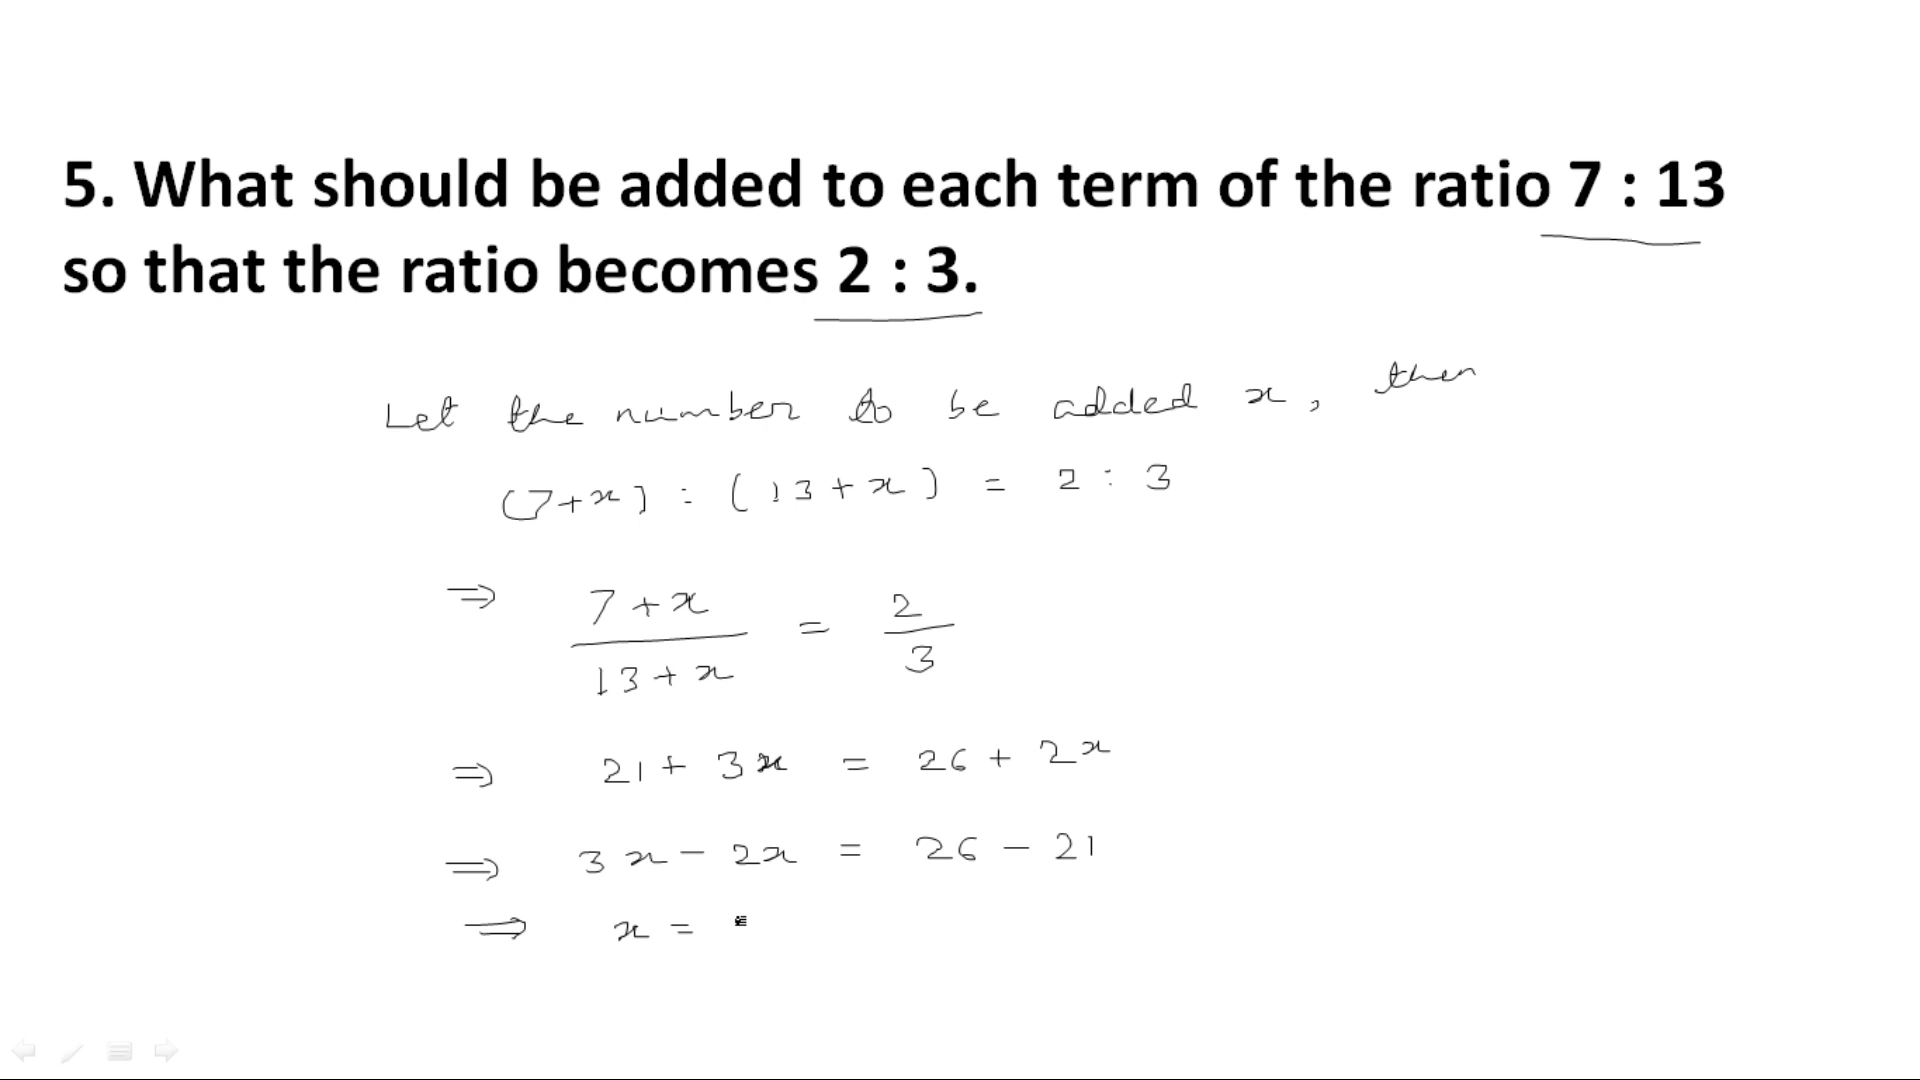 5. What should be added to each term of the ratio 7 : 13
so that the ratio becomes 2 : 3.
Let the number to be added x, then
(7+x) : (13+x) = 2 : 3
⇒ 7+x / 13+x = 2 / 3
⇒ 21 + 3x = 26 + 2x
⇒ 3x - 2x = 26 - 21
⇒ x =